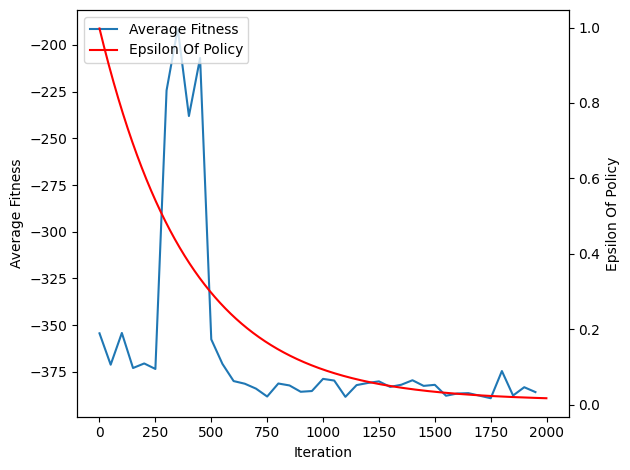 Average Fitness
Epsilon Of Policy
−200
−225
−250
−275
−300
−325
−350
−375
Average Fitness
1.0
0.8
0.6
0.4
0.2
0.0
Epsilon Of Policy
0 250 500 750 1000 1250 1500 1750 2000
Iteration